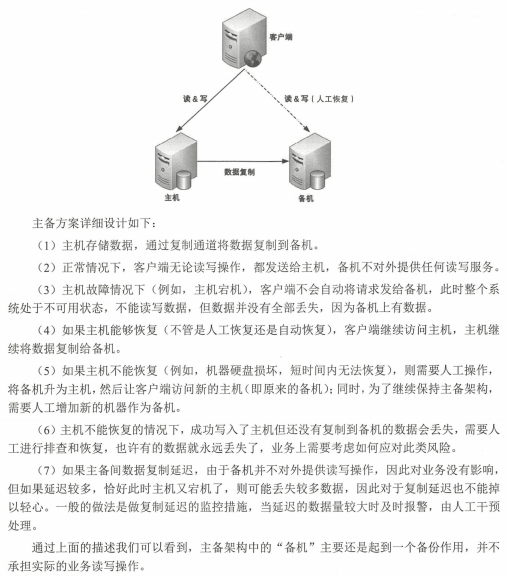 客户端
读&写
读&写（人工恢复）
数据复制
主机
备机
主备方案详细设计如下：
（1）主机存储数据，通过复制通道将数据复制到备机。
（2）正常情况下，客户端无论读写操作，都发送给主机，备机不对外提供任何读写服务。
（3）主机故障情况下（例如，主机宕机），客户端不会自动将请求发给备机，此时整个系
统处于不可用状态，不能读写数据，但数据并没有全部丢失，因为备机上有数据。
（4）如果主机能够恢复（不管是人工恢复还是自动恢复），客户端继续访问主机，主机继
续将数据复制给备机。
（5）如果主机不能恢复（例如，机器硬盘损坏，短时间内无法恢复），则需要人工操作，
将备机升为主机，然后让客户端访问新的主机（即原来的备机）；同时，为了继续保持主备架构，
需要人工增加新的机器作为备机。
（6）主机不能恢复的情况下，成功写入了主机但还没有复制到备机的数据会丢失，需要人
工进行排查和恢复，也许有的数据就永远丢失了，业务上需要考虑如何应对此类风险。
（7）如果主备间数据复制延迟，由于备机并不对外提供读写操作，因此对业务没有影响，
但如果延迟较多，恰好此时主机又宕机了，则可能丢失较多数据，因此对于复制延迟也不能掉
以轻心。一般的做法是做复制延迟的监控措施，当延迟的数据量较大时及时报警，由人工干预
处理。
通过上面的描述我们可以看到，主备架构中的“备机”主要还是起到一个备份作用，并不
承担实际的业务读写操作。